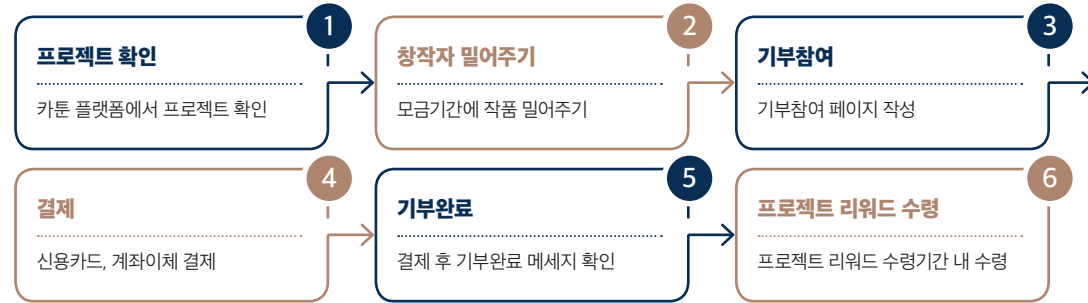 1
프로젝트 확인
카툰 플랫폼에서 프로젝트 확인
2
창작자 밀어주기
모금기간에 작품 밀어주기
3
기부참여
기부참여 페이지 작성
4
결제
신용카드, 계좌이체 결제
5
기부완료
결제 후 기부완료 메세지 확인
6
프로젝트 리워드 수령
프로젝트 리워드 수령기간 내 수령